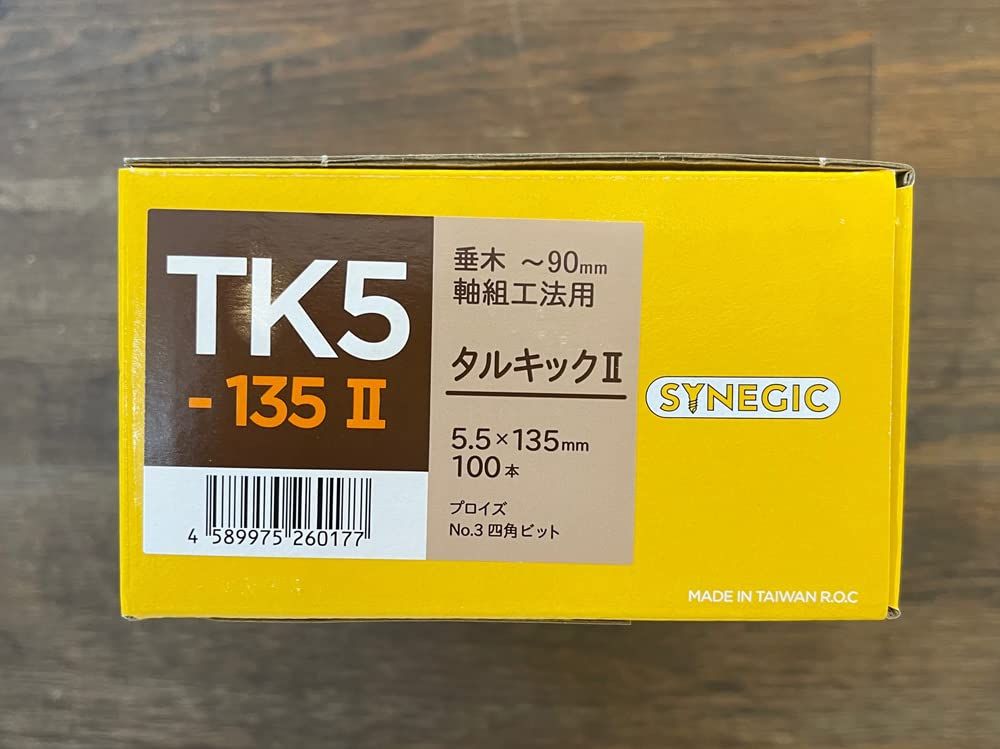 TK5
- 135 Ⅱ
4 589975 260177
垂木 ～90mm
軸組工法用
タルキックⅡ
5.5×135mm
100本
プロイズ
No.3 四角ビット
SYNEGIC
MADE IN TAIWAN R.O.C